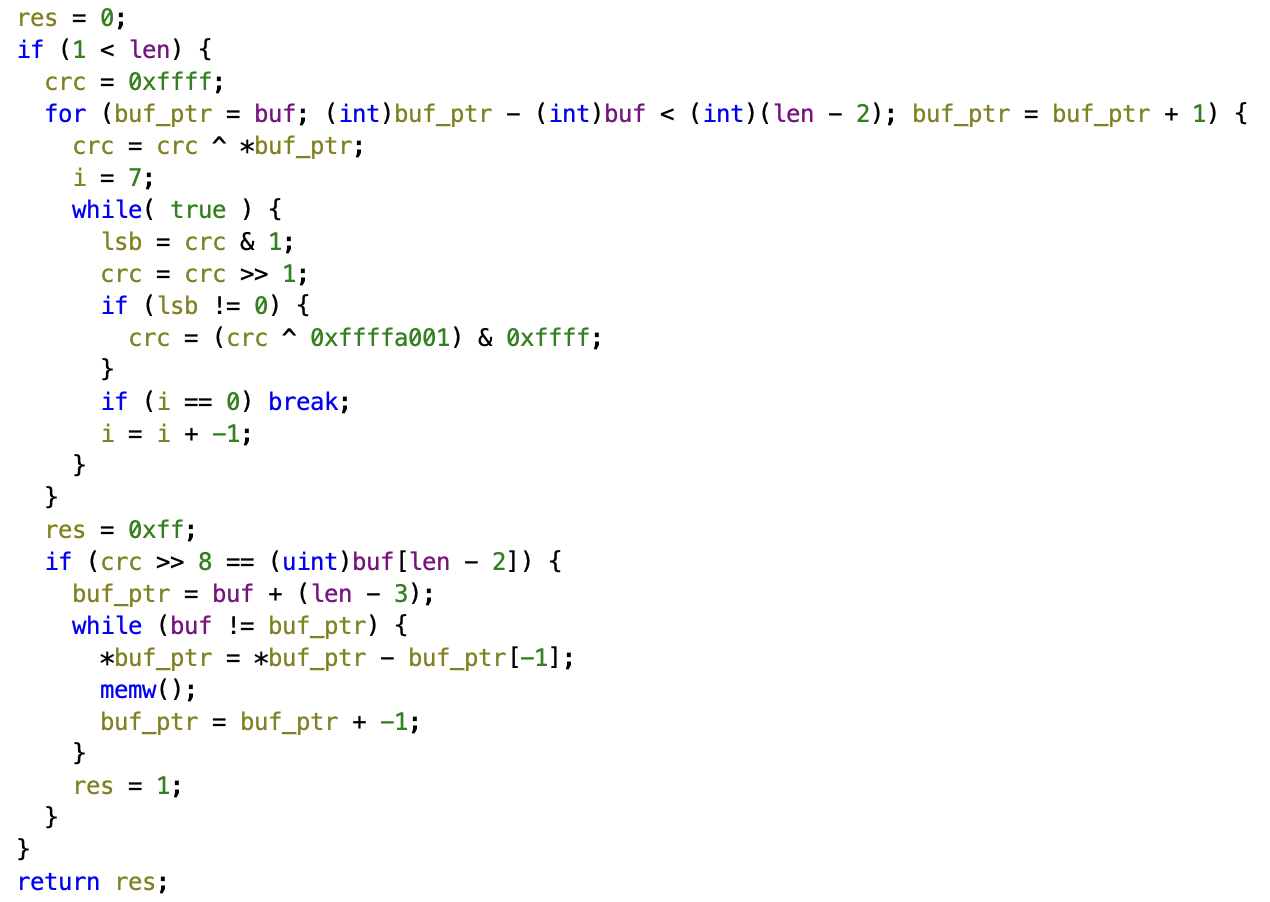 res = 0;
if (1 < len) {
  crc = 0xffff;
  for (buf_ptr = buf; (int)buf_ptr - (int)buf < (int)(len - 2); buf_ptr = buf_ptr + 1) {
    crc = crc ^ *buf_ptr;
    i = 7;
    while( true ) {
      lsb = crc & 1;
      crc = crc >> 1;
      if (lsb != 0) {
        crc = (crc ^ 0xffffa001) & 0xffff;
      }
      if (i == 0) break;
      i = i + -1;
    }
  }
  res = 0xff;
  if (crc >> 8 == (uint)buf[len - 2]) {
    buf_ptr = buf + (len - 3);
    while (buf != buf_ptr) {
      *buf_ptr = *buf_ptr - buf_ptr[-1];
      memw();
      buf_ptr = buf_ptr + -1;
    }
    res = 1;
  }
}
return res;